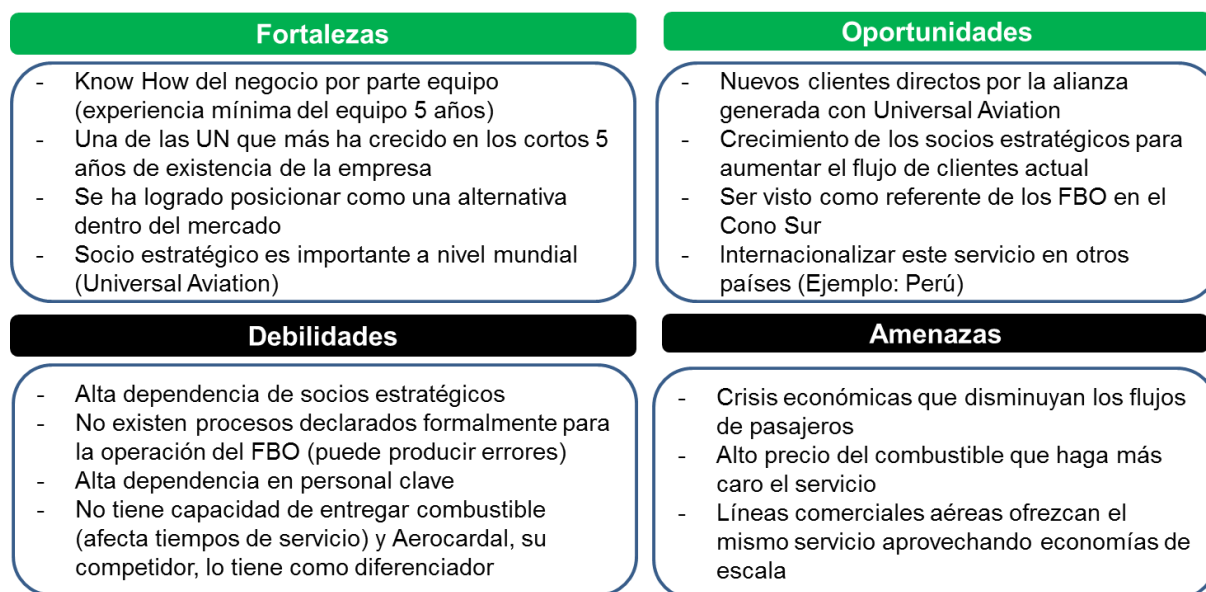 Fortalezas
- Know How del negocio por parte equipo
(experiencia mínima del equipo 5 años)
- Una de las UN que más ha crecido en los cortos 5
años de existencia de la empresa
- Se ha logrado posicionar como una alternativa
dentro del mercado
- Socio estratégico es importante a nivel mundial
(Universal Aviation)
Oportunidades
- Nuevos clientes directos por la alianza
generada con Universal Aviation
- Crecimiento de los socios estratégicos para
aumentar el flujo de clientes actual
- Ser visto como referente de los FBO en el
Cono Sur
- Internacionalizar este servicio en otros
países (Ejemplo: Perú)
Debilidades
- Alta dependencia de socios estratégicos
- No existen procesos declarados formalmente para
la operación del FBO (puede producir errores)
- Alta dependencia en personal clave
- No tiene capacidad de entregar combustible
(afecta tiempos de servicio) y Aerocardal, su
competidor, lo tiene como diferenciador
Amenazas
- Crisis económicas que disminuyan los flujos
de pasajeros
- Alto precio del combustible que haga más
caro el servicio
- Líneas comerciales aéreas ofrezcan el
mismo servicio aprovechando economías de
escala